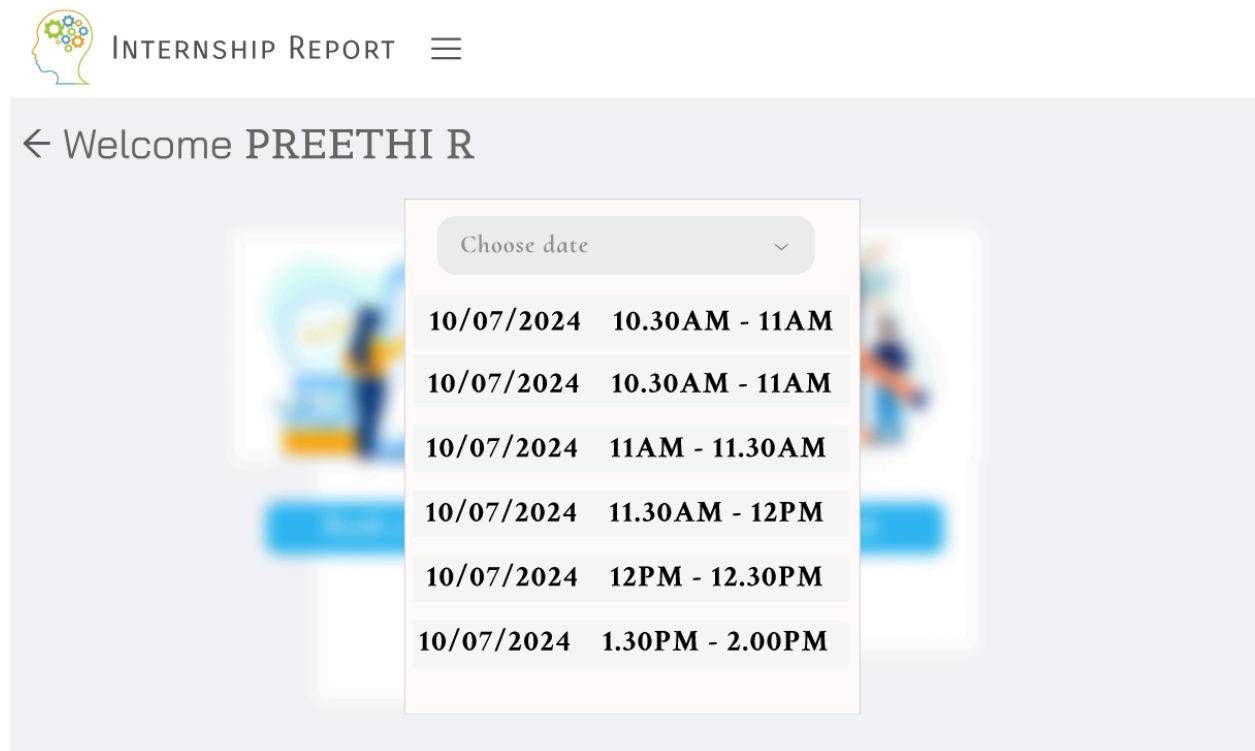 INTERNSHIP REPORT
Welcome PREETHI R
Choose date
10/07/2024 10.30AM - 11AM
10/07/2024 10.30AM - 11AM
10/07/2024 11AM - 11.30AM
10/07/2024 11.30AM - 12PM
10/07/2024 12PM - 12.30PM
10/07/2024 1.30PM - 2.00PM